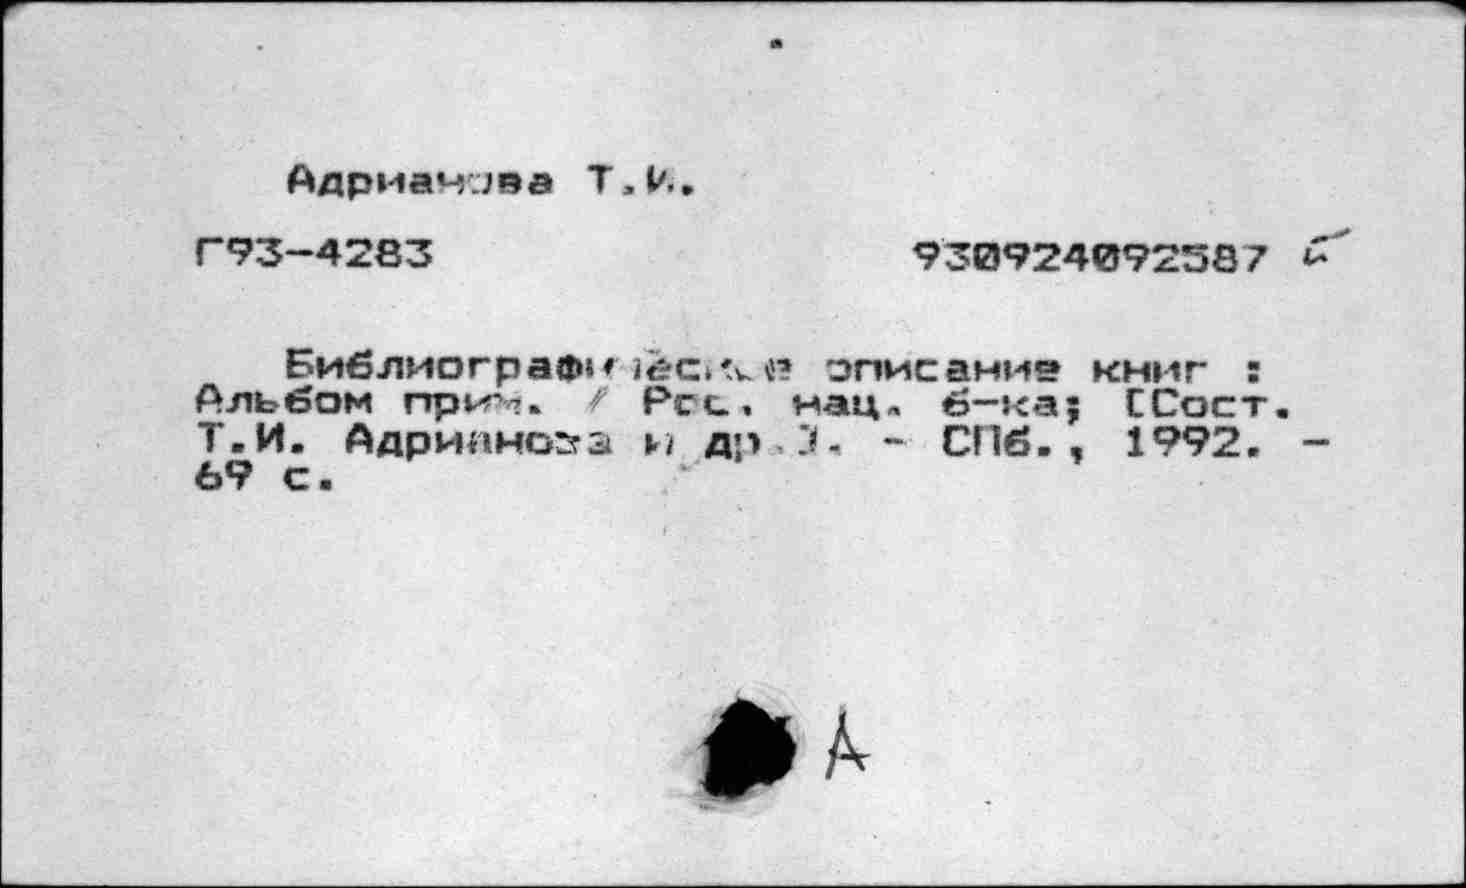 Адрианова Т.И.
Г93-4283 930924092587
Библиографическое описание книг :
Альбом прим. / Рос. нац. б-ка; [Сост.
Т.И. Адрианова и др.]. - СПб., 1992. -
69 с.
А